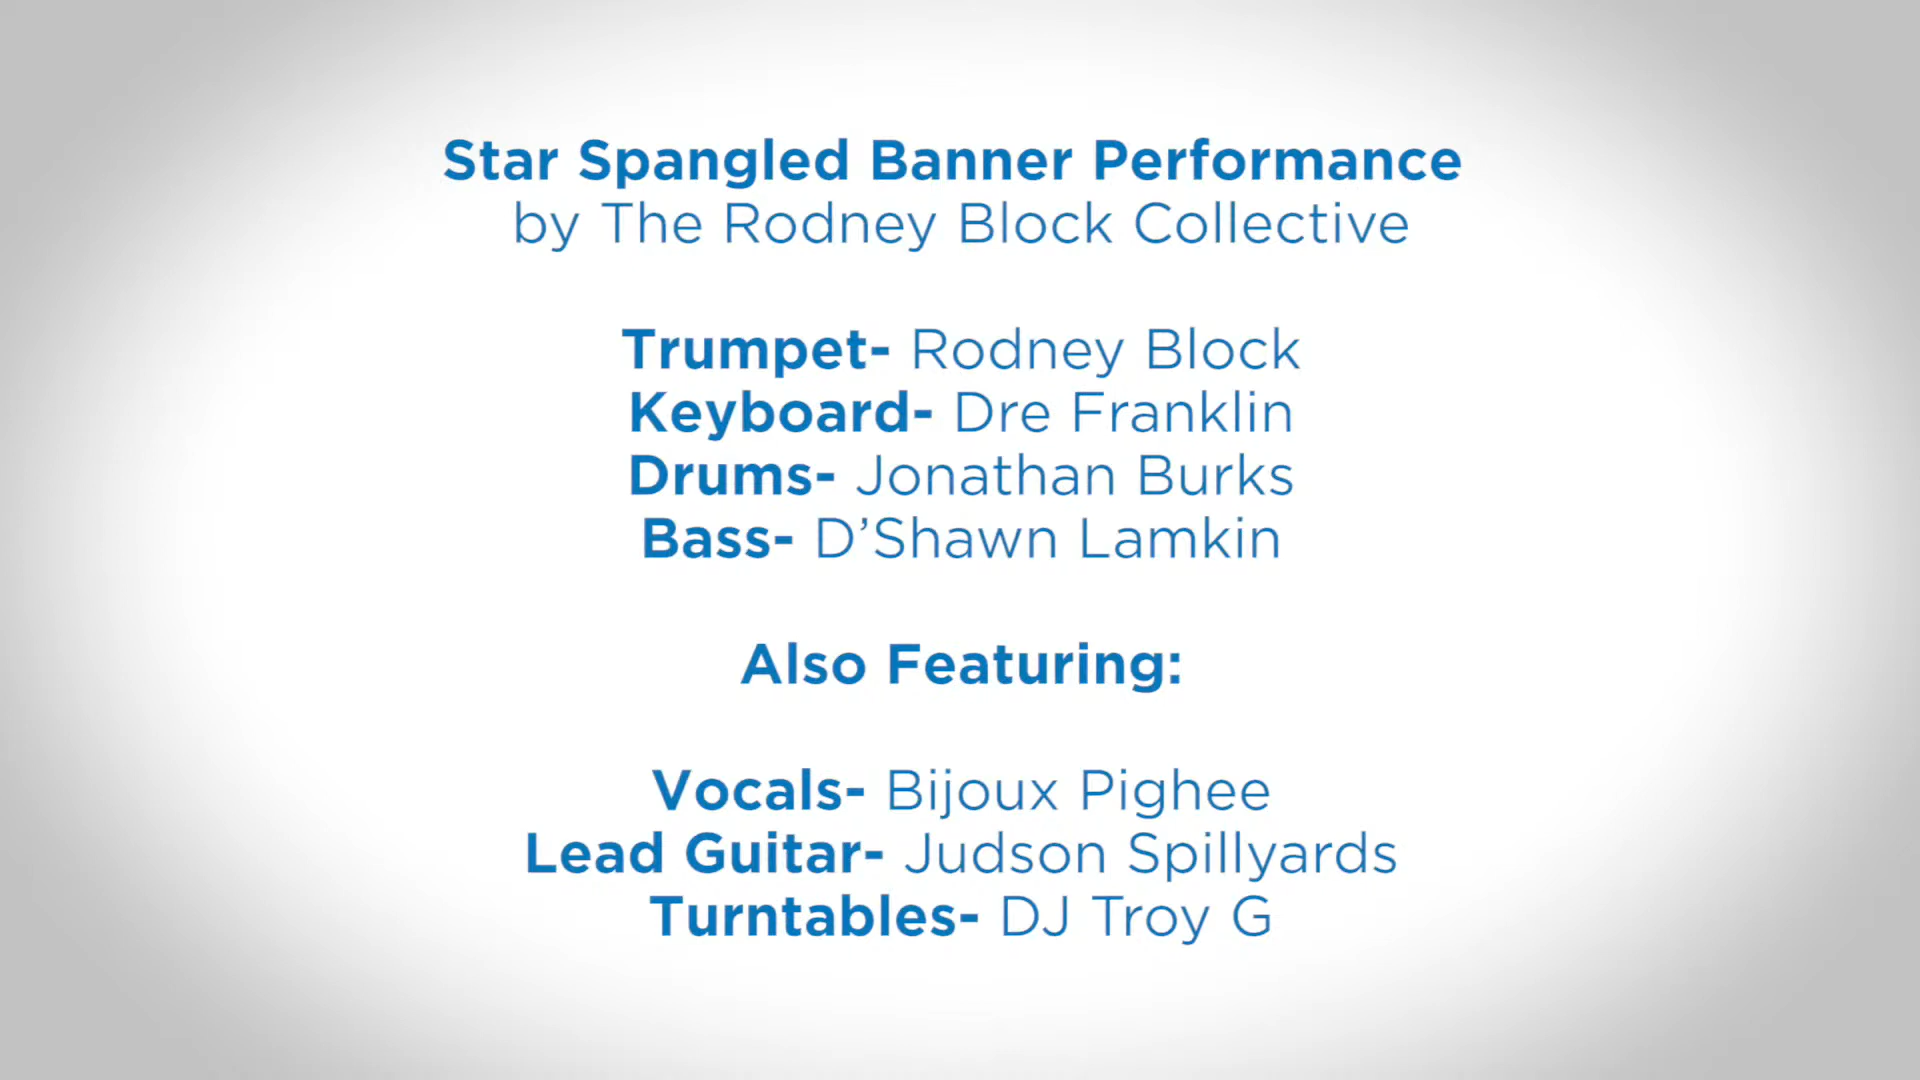 Star Spangled Banner Performance
by The Rodney Block Collective
Trumpet- Rodney Block
Keyboard- Dre Franklin
Drums- Jonathan Burks
Bass- D’Shawn Lamkin
Also Featuring:
Vocals- Bijoux Pighee
Lead Guitar- Judson Spillyards
Turntables- DJ Troy G